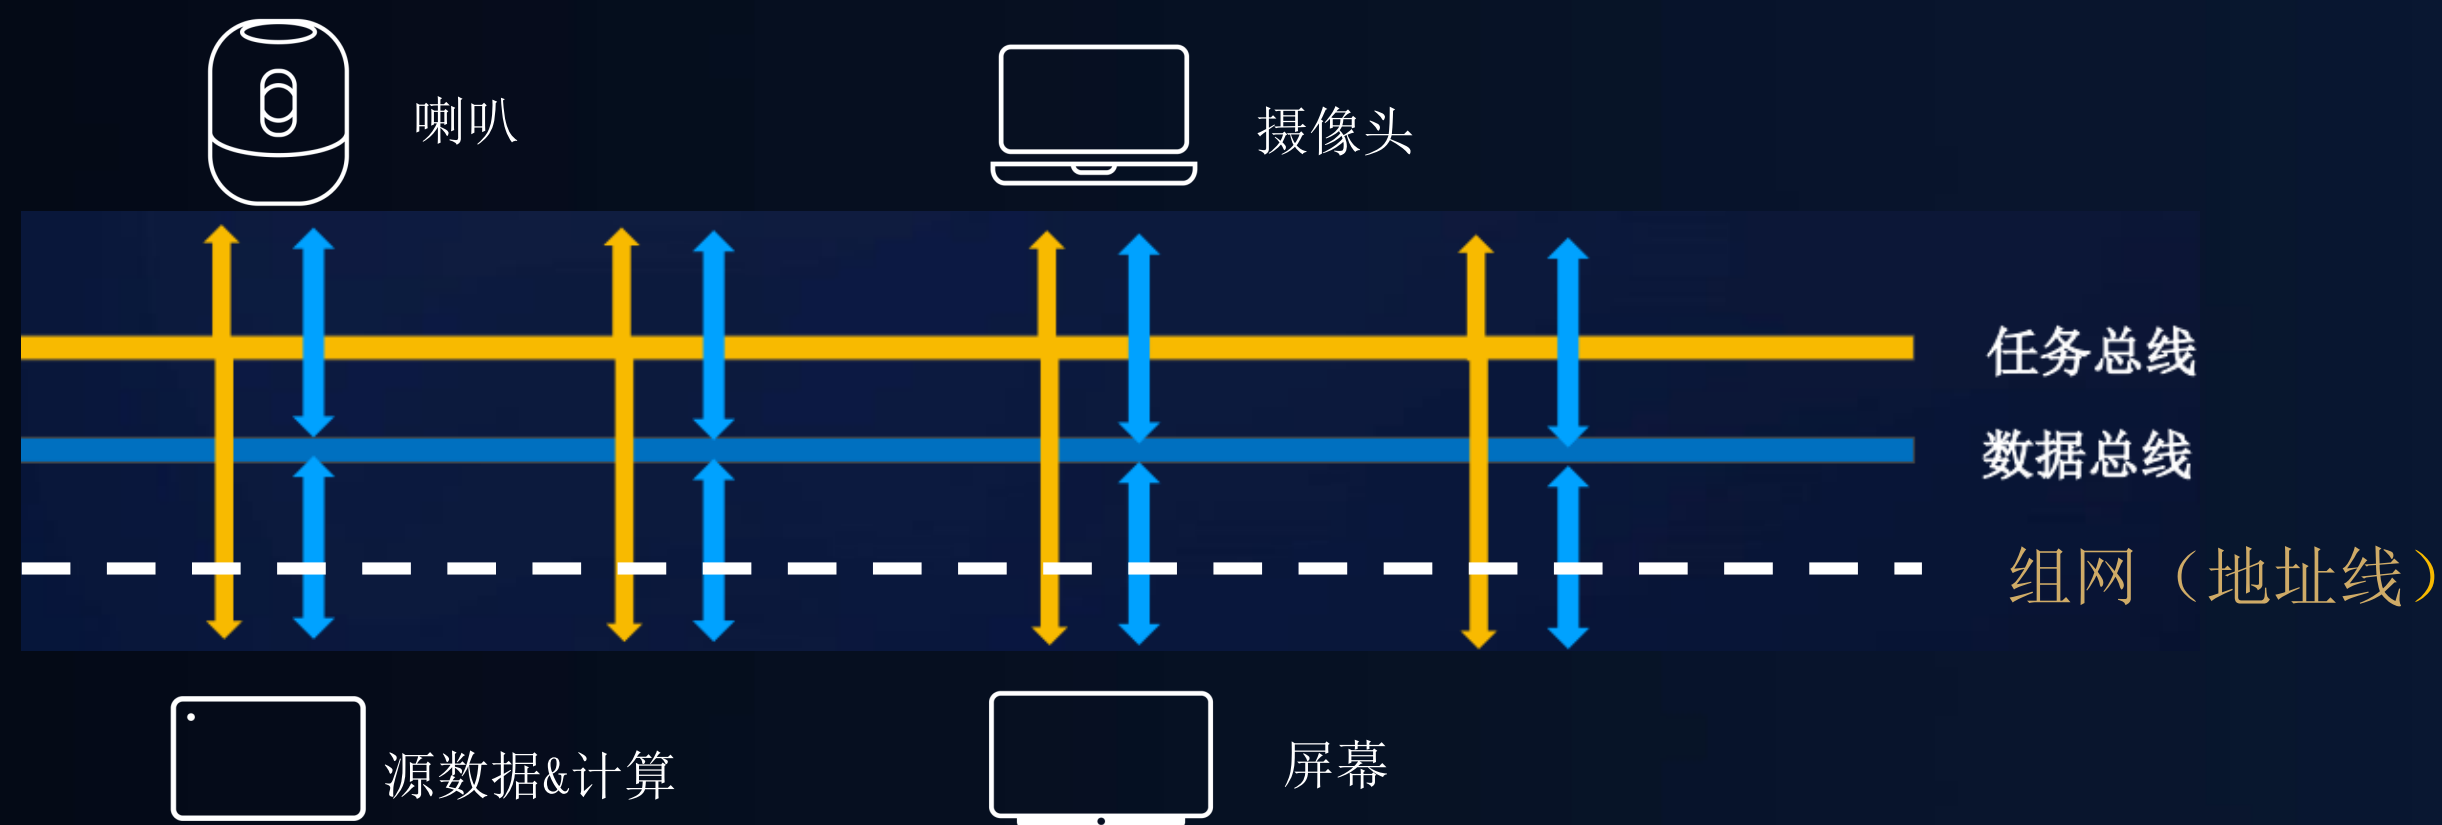 喇叭
摄像头
任务总线
数据总线
组网（地址线）
源数据&计算
屏幕